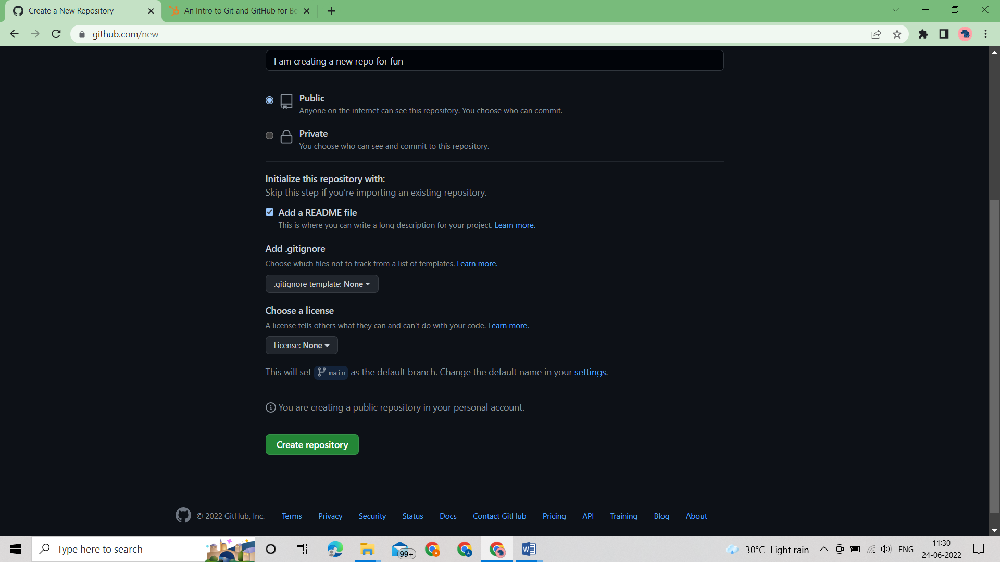 Create a New Repository
An Intro to Git and GitHub for Be
github.com/new
I am creating a new repo for fun
Public
Anyone on the internet can see this repository. You choose who can commit.
Private
You choose who can see and commit to this repository.
Initialize this repository with:
Skip this step if you’re importing an existing repository.
Add a README file
This is where you can write a long description for your project. Learn more.
Add .gitignore
Choose which files not to track from a list of templates. Learn more.
.gitignore template: None
Choose a license
A license tells others what they can and can't do with your code. Learn more.
License: None
This will set main as the default branch. Change the default name in your settings.
You are creating a public repository in your personal account.
Create repository
© 2022 GitHub, Inc. Terms Privacy Security Status Docs Contact GitHub Pricing API Training Blog About
Type here to search 99+ A A W 30°C Light rain ENG
11:30
24-06-2022